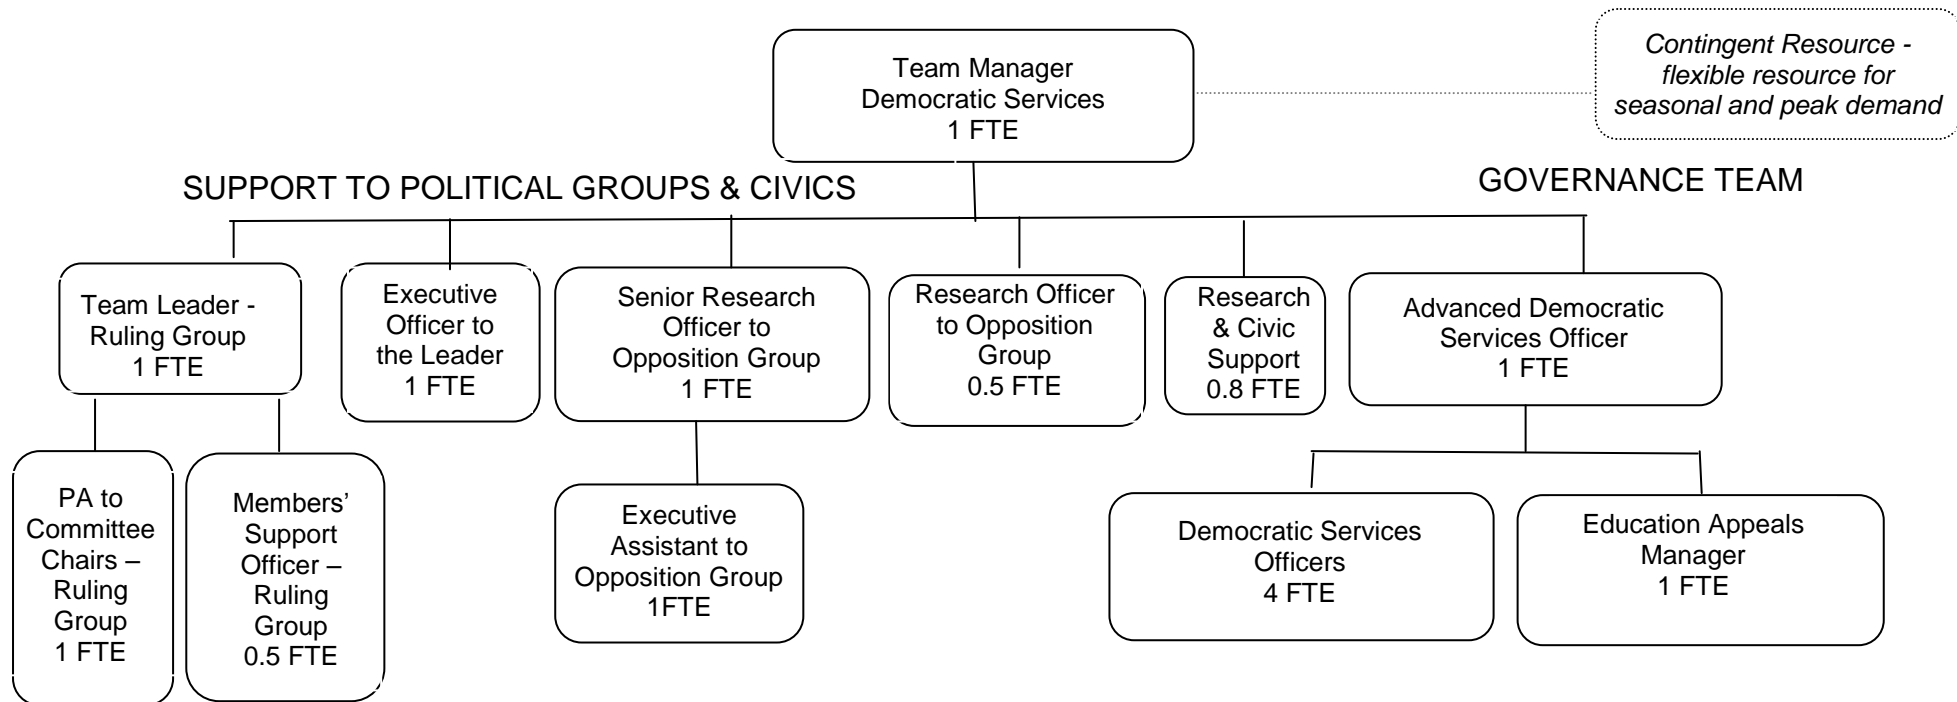 Team Manager
Democratic Services
1 FTE
Contingent Resource -
flexible resource for
seasonal and peak demand
SUPPORT TO POLITICAL GROUPS & CIVICS
GOVERNANCE TEAM
Team Leader -
Ruling Group
1 FTE
Executive
Officer to
the Leader
1 FTE
Senior Research
Officer to
Opposition Group
1 FTE
Research Officer
to Opposition
Group
0.5 FTE
Research
& Civic
Support
0.8 FTE
Advanced Democratic
Services Officer
1 FTE
PA to
Committee
Chairs –
Ruling
Group
1 FTE
Members’
Support
Officer –
Ruling
Group
0.5 FTE
Executive
Assistant to
Opposition Group
1FTE
Democratic Services
Officers
4 FTE
Education Appeals
Manager
1 FTE